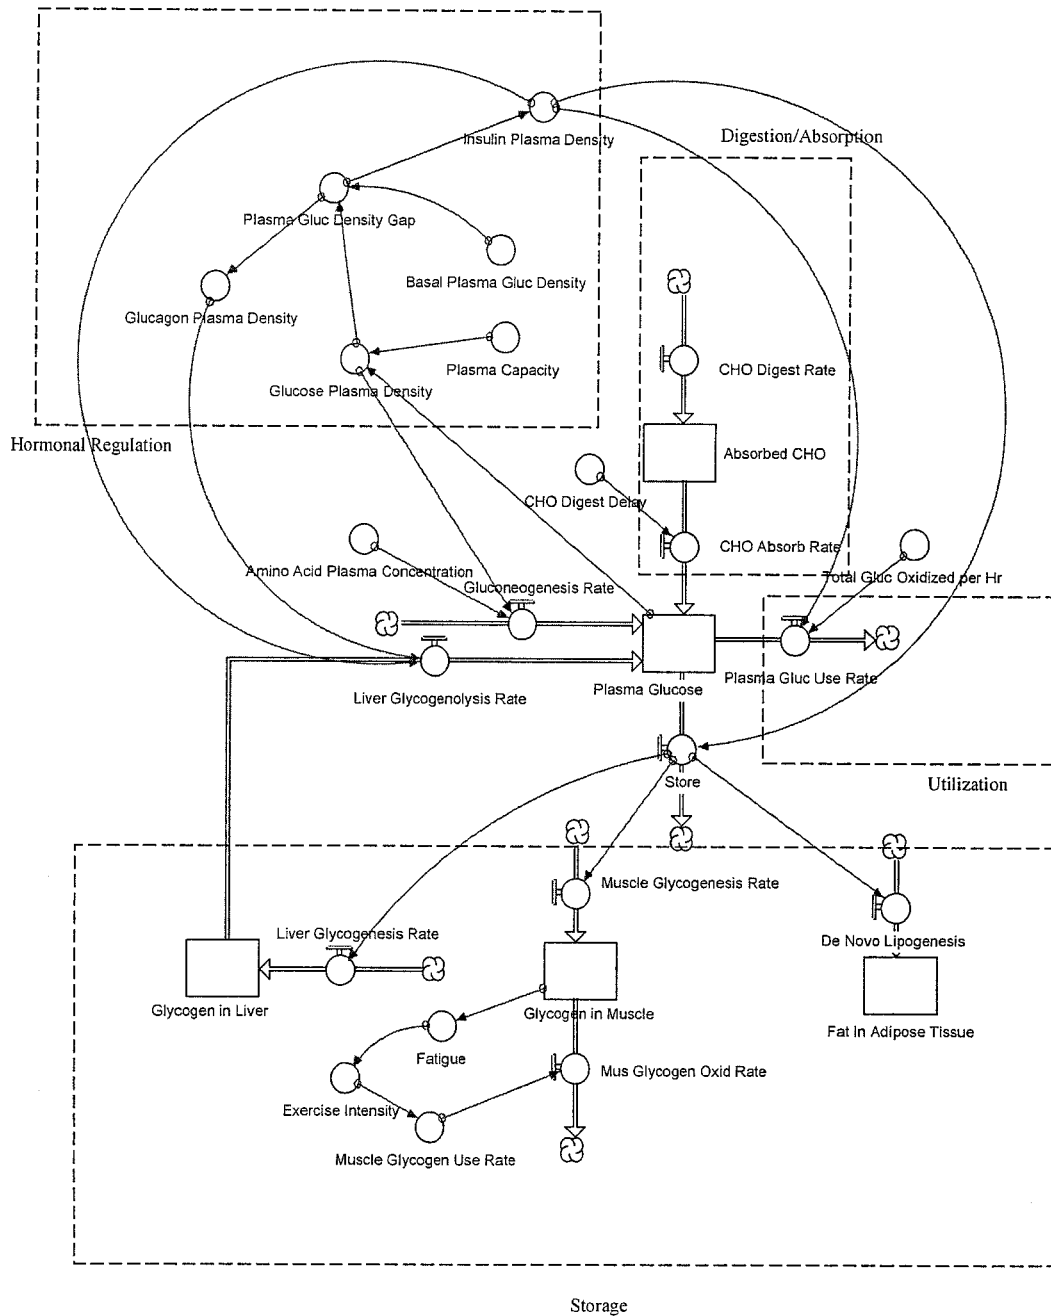 Digestion/Absorption
Insulin Plasma Density
Plasma Gluc Density Gap
Basal Plasma Gluc Density
Glucagon Plasma Density
Plasma Capacity
CHO Digest Rate
Glucose Plasma Density
Hormonal Regulation
Absorbed CHO
CHO Digest Delay
CHO Absorb Rate
Amino Acid Plasma Concentration
Gluconeogenesis Rate
Total Gluc Oxidized per Hr
Liver Glycogenolysis Rate
Plasma Glucose
Plasma Gluc Use Rate
Store
Utilization
Muscle Glycogenesis Rate
Liver Glycogenesis Rate
De Novo Lipogenesis
Glycogen in Liver
Glycogen in Muscle
Fat In Adipose Tissue
Fatigue
Mus Glycogen Oxid Rate
Exercise Intensity
Muscle Glycogen Use Rate
Storage